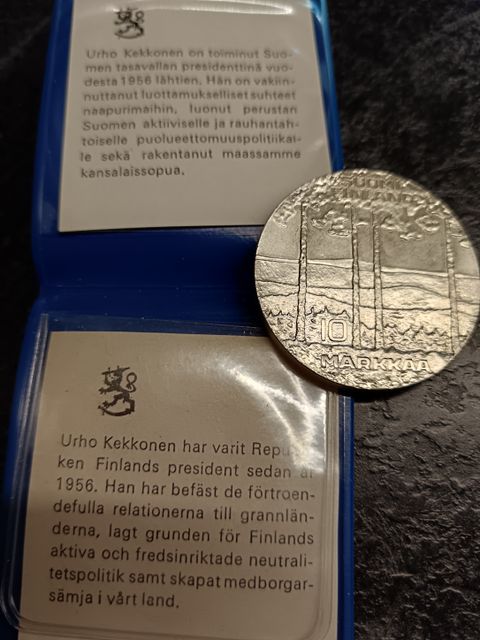 Urho Kekkonen on toiminut Suo-
men tasavallan presidenttinä vuo-
desta 1956 lähtien. Hän on vakiin-
nuttanut luottamukselliset suhteet
naapurimaihin, luonut perustan
Suomen aktiiviselle ja rauhantah-
toiselle puolueettomuuspolitiikal-
le sekä rakentanut maassamme
kansalaissopua.
SUOMI
FINLAND
10
MARKKAA
Urho Kekkonen har varit Repu
ken Finlands president sedan år
1956. Han har befäst de förtroen-
defulla relationerna till grannlän-
derna, lagt grunden för Finlands
aktiva och fredsinriktade neutrali-
tetspolitik samt skapat medborgar-
sämja i vårt land.